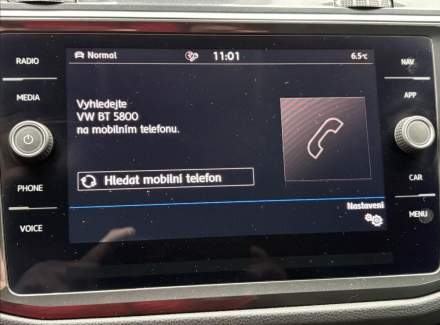 RADIO
MEDIA
PHONE
VOICE
Normal
11:01
6.5°C
Vyhledejte
VW BT 5800
na mobilním telefonu.
Hledat mobilní telefon
Nastavení
NAV
APP
CAR
MENU